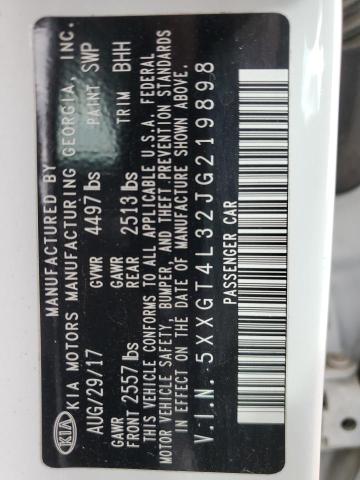 MANUFACTURED BY
KIA MOTORS MANUFACTURING GEORGIA, INC.
KIA
AUG/29/17 GVWR 4497 lbs PAINT SWP
GAWR FRONT 2557 lbs GAWR REAR 2513 lbs TRIM BHH
THIS VEHICLE CONFORMS TO ALL APPLICABLE U.S.A. FEDERAL
MOTOR VEHICLE SAFETY, BUMPER, AND THEFT PREVENTION STANDARDS
IN EFFECT ON THE DATE OF MANUFACTURE SHOWN ABOVE.
V.I.N. 5XXGT4L32JG219898
PASSENGER CAR